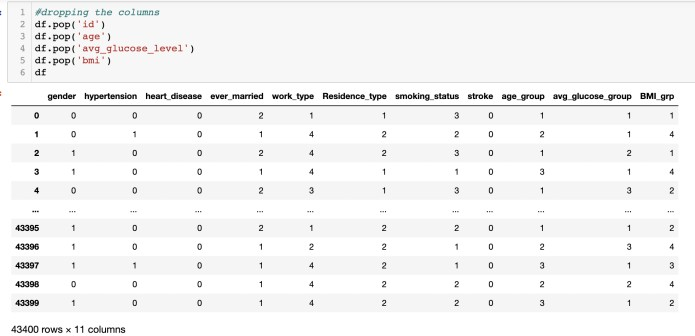 1 #dropping the columns
2 df.pop('id')
3 df.pop('age')
4 df.pop('avg_glucose_level')
5 df.pop('bmi')
6 df
gender hypertension heart_disease ever_married work_type Residence_type smoking_status stroke age_group avg_glucose_group BMI_grp
0 0 0 0 2 1 1 3 0 1 1 1
1 0 1 0 1 4 2 2 0 2 1 4
2 1 0 0 2 4 2 3 0 1 2 1
3 1 0 0 1 4 1 1 0 3 1 4
4 0 0 0 2 3 1 3 0 1 3 2
... ... ... ... ... ... ... ... ... ... ... ...
43395 1 0 0 2 1 2 2 0 1 1 2
43396 1 0 0 1 2 2 1 0 2 3 4
43397 1 1 0 1 4 2 1 0 3 1 3
43398 0 0 0 1 4 2 2 0 2 2 4
43399 1 0 0 1 4 2 2 0 3 1 2
43400 rows × 11 columns